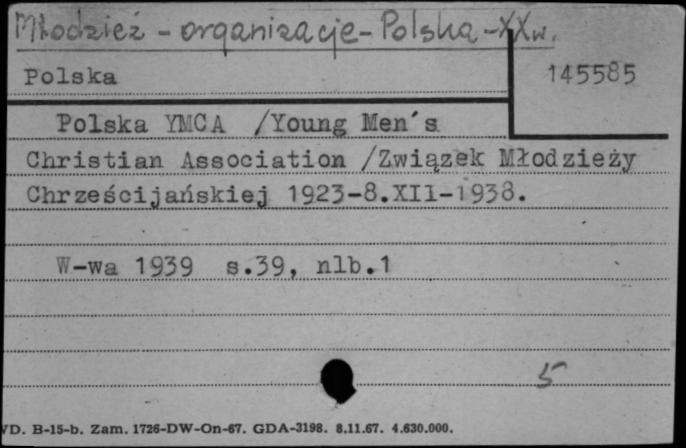 Młodzież - organizacje - Polska - XX w.
Polska
145585
Polska YMCA /Young Men's
Christian Association /Związek Młodzieży
Chrześcijańskiej 1923-8.XII-1938.
W-wa 1939 s.39, nlb.1
5
VD. B-15-b. Zam. 1726-DW-On-67. GDA-3198. 8.11.67. 4.630.000.